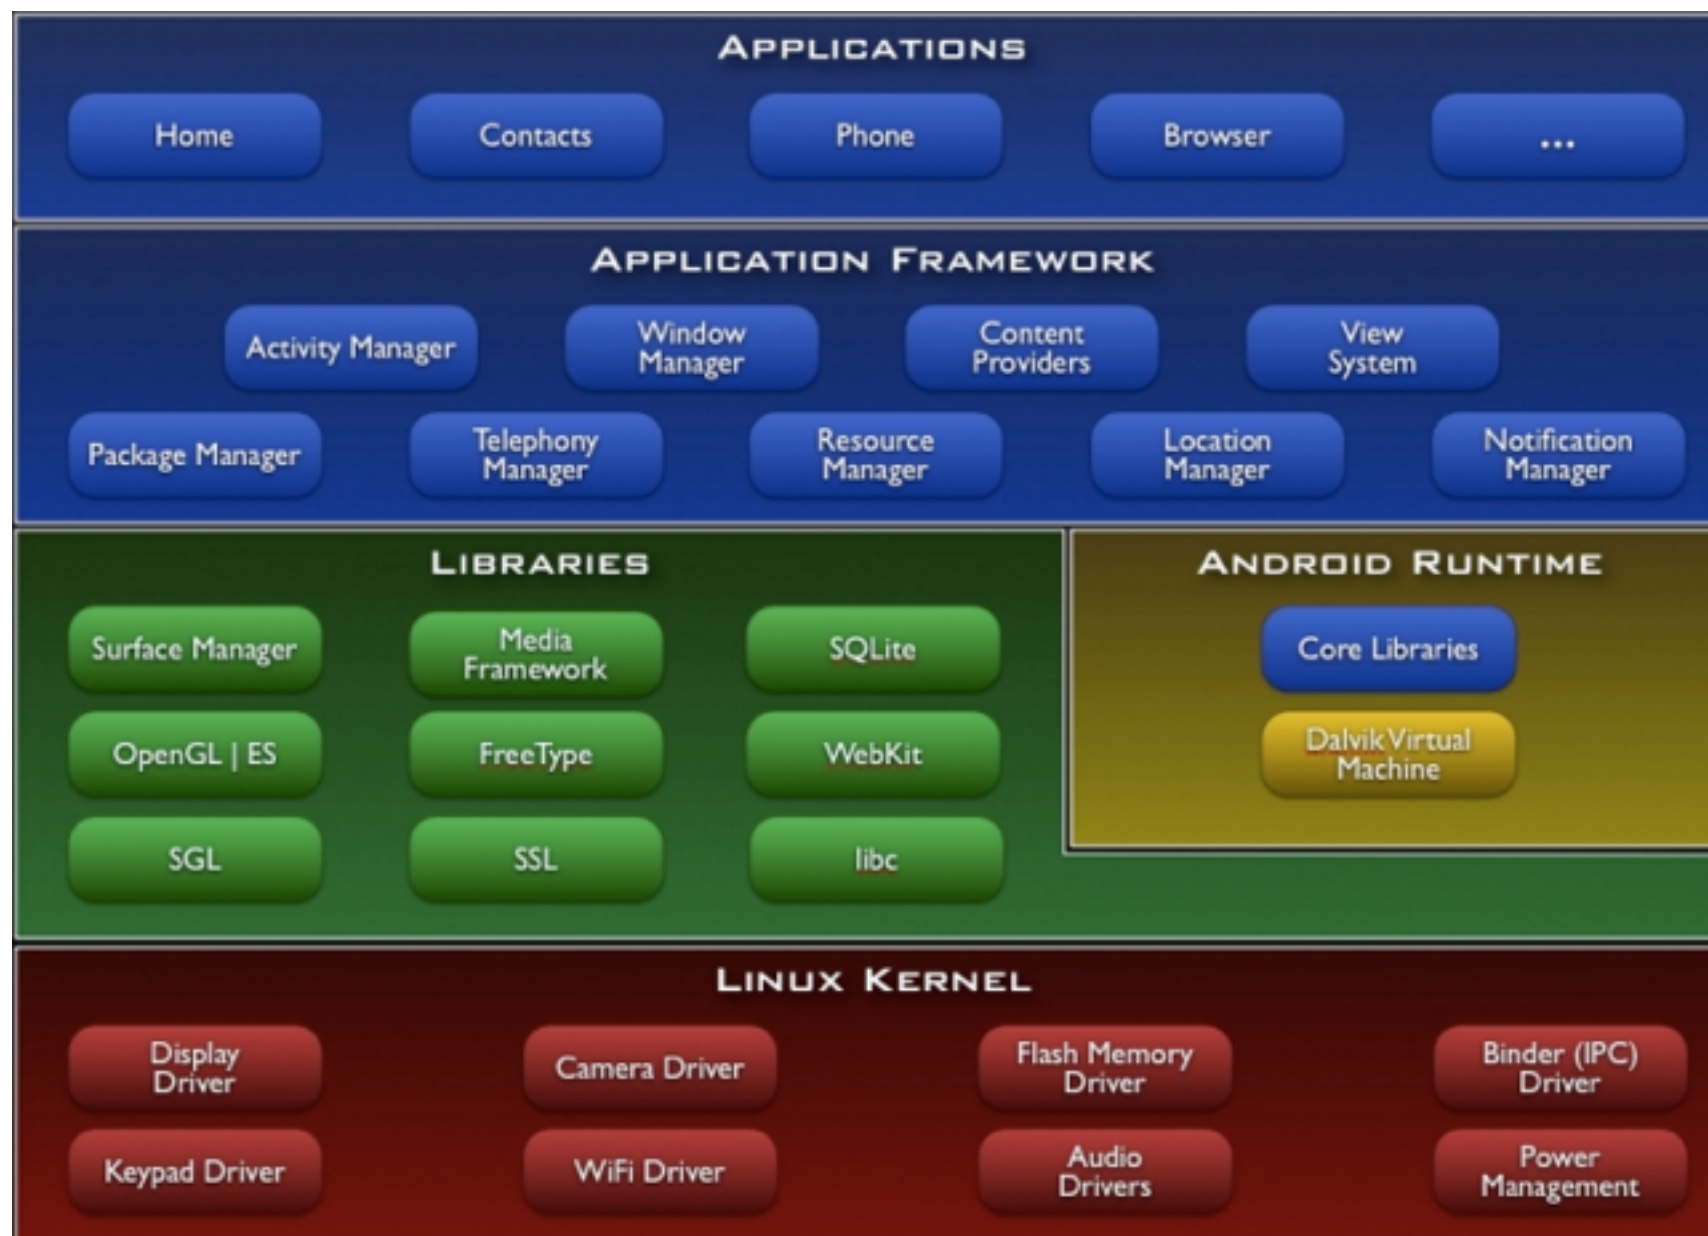 APPLICATIONS
Home
Contacts
Phone
Browser
...
APPLICATION FRAMEWORK
Activity Manager
Window
Manager
Content
Providers
View
System
Package Manager
Telephony
Manager
Resource
Manager
Location
Manager
Notification
Manager
LIBRARIES
Surface Manager
Media
Framework
SQLite
OpenGL | ES
FreeType
WebKit
SGL
SSL
libc
ANDROID RUNTIME
Core Libraries
Dalvik Virtual
Machine
LINUX KERNEL
Display
Driver
Camera Driver
Flash Memory
Driver
Binder (IPC)
Driver
Keypad Driver
WiFi Driver
Audio
Drivers
Power
Management